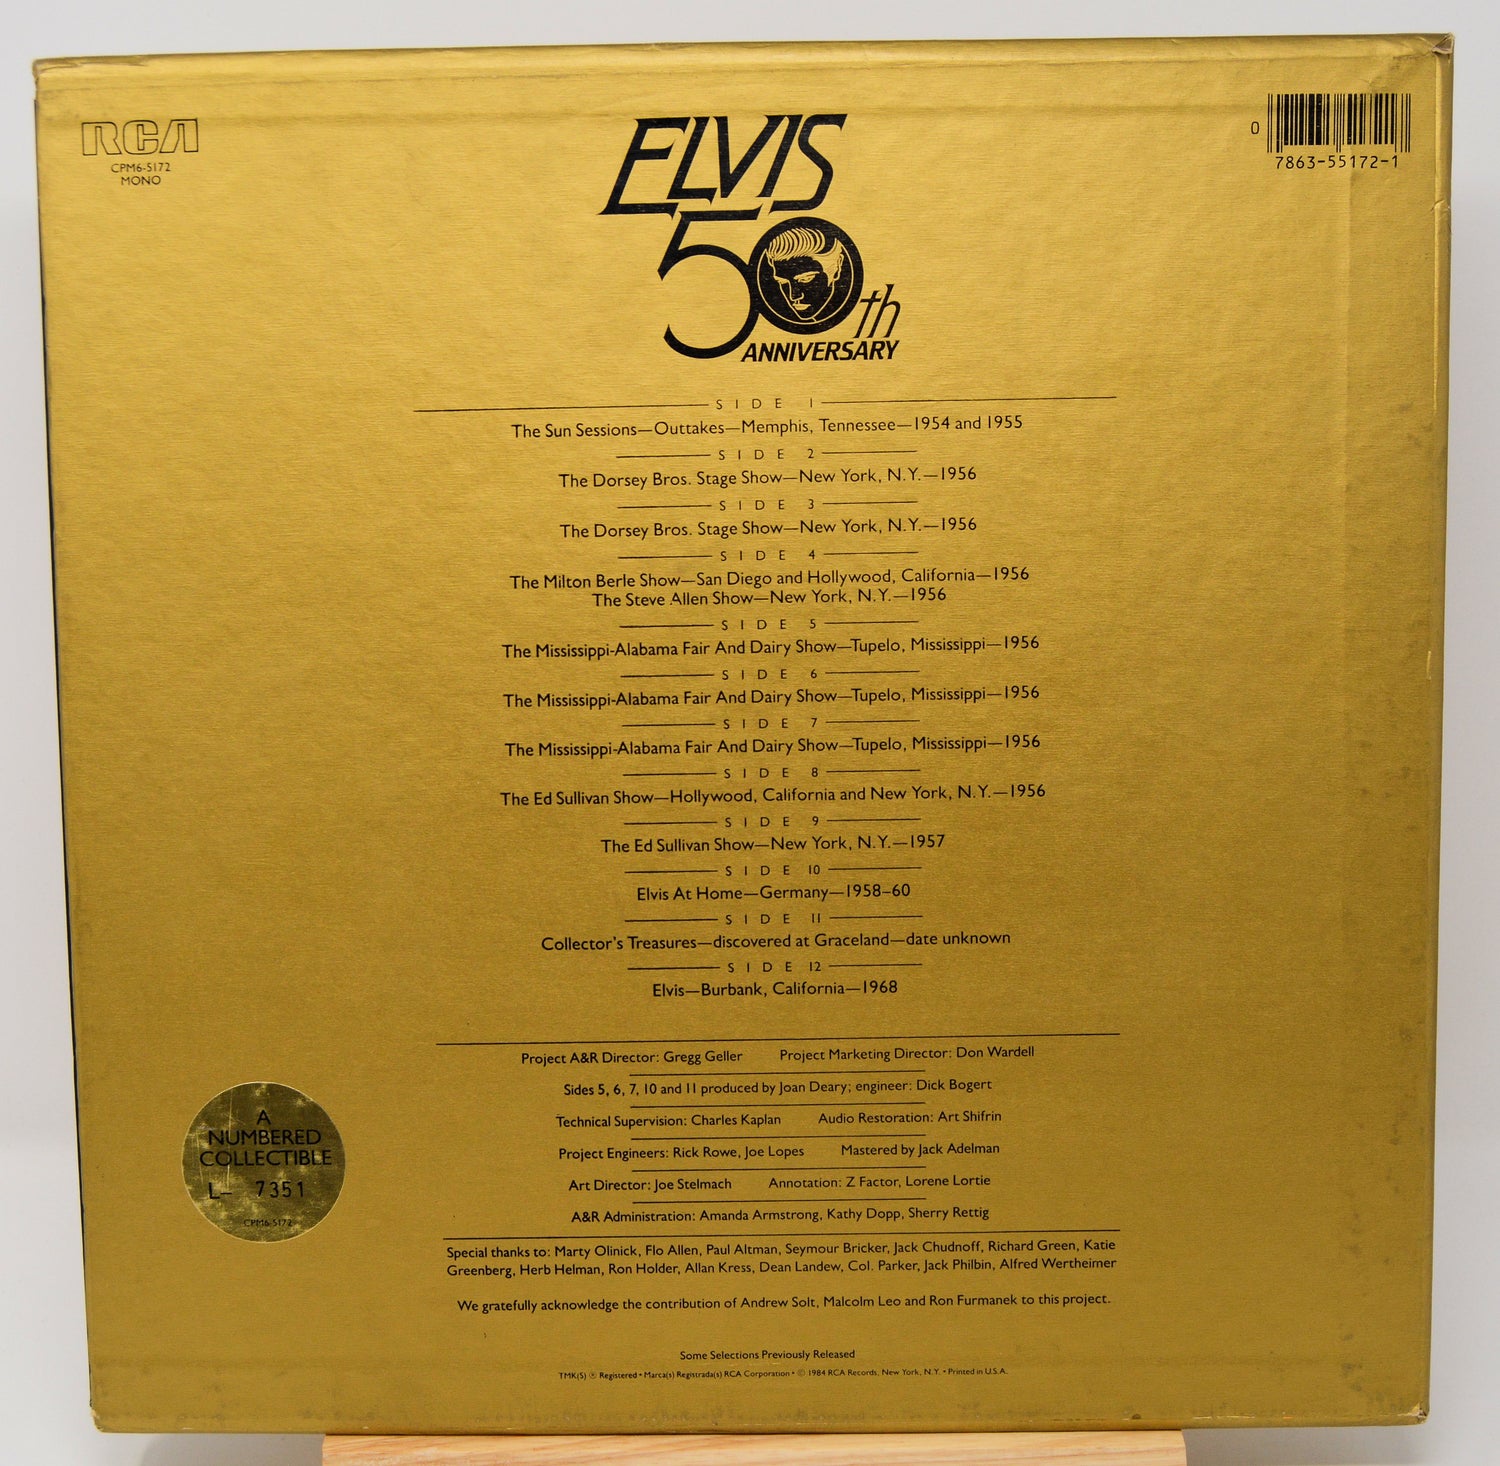 RCA
CPM6-5172
MONO
0
7863-55172-1
ELVIS
50th
ANNIVERSARY
SIDE 1
The Sun Sessions—Outtakes—Memphis, Tennessee—1954 and 1955
SIDE 2
The Dorsey Bros. Stage Show—New York, N.Y.—1956
SIDE 3
The Dorsey Bros. Stage Show—New York, N.Y.—1956
SIDE 4
The Milton Berle Show—San Diego and Hollywood, California—1956
The Steve Allen Show—New York, N.Y.—1956
SIDE 5
The Mississippi-Alabama Fair And Dairy Show—Tupelo, Mississippi—1956
SIDE 6
The Mississippi-Alabama Fair And Dairy Show—Tupelo, Mississippi—1956
SIDE 7
The Mississippi-Alabama Fair And Dairy Show—Tupelo, Mississippi—1956
SIDE 8
The Ed Sullivan Show—Hollywood, California and New York, N.Y.—1956
SIDE 9
The Ed Sullivan Show—New York, N.Y.—1957
SIDE 10
Elvis At Home—Germany—1958–60
SIDE 11
Collector's Treasures—discovered at Graceland—date unknown
SIDE 12
Elvis—Burbank, California—1968
Project A&R Director: Gregg Geller Project Marketing Director: Don Wardell
Sides 5, 6, 7, 10 and 11 produced by Joan Deary; engineer: Dick Bogert
Technical Supervision: Charles Kaplan Audio Restoration: Art Shifrin
Project Engineers: Rick Rowe, Joe Lopes Mastered by Jack Adelman
Art Director: Joe Stelmach Annotation: Z Factor, Lorene Lortie
A&R Administration: Amanda Armstrong, Kathy Dopp, Sherry Rettig
Special thanks to: Marty Olinick, Flo Allen, Paul Altman, Seymour Bricker, Jack Chudnoff, Richard Green, Katie
Greenberg, Herb Helman, Ron Holder, Allan Kress, Dean Landew, Col. Parker, Jack Philbin, Alfred Wertheimer
We gratefully acknowledge the contribution of Andrew Solt, Malcolm Leo and Ron Furmanek to this project.
Some Selections Previously Released
TMK(S) ® Registered • Marca(s) Registrada(s) RCA Corporation • © 1984 RCA Records, New York, N.Y. • Printed in U.S.A.
A
NUMBERED
COLLECTIBLE
L– 7351
CPM6-5172